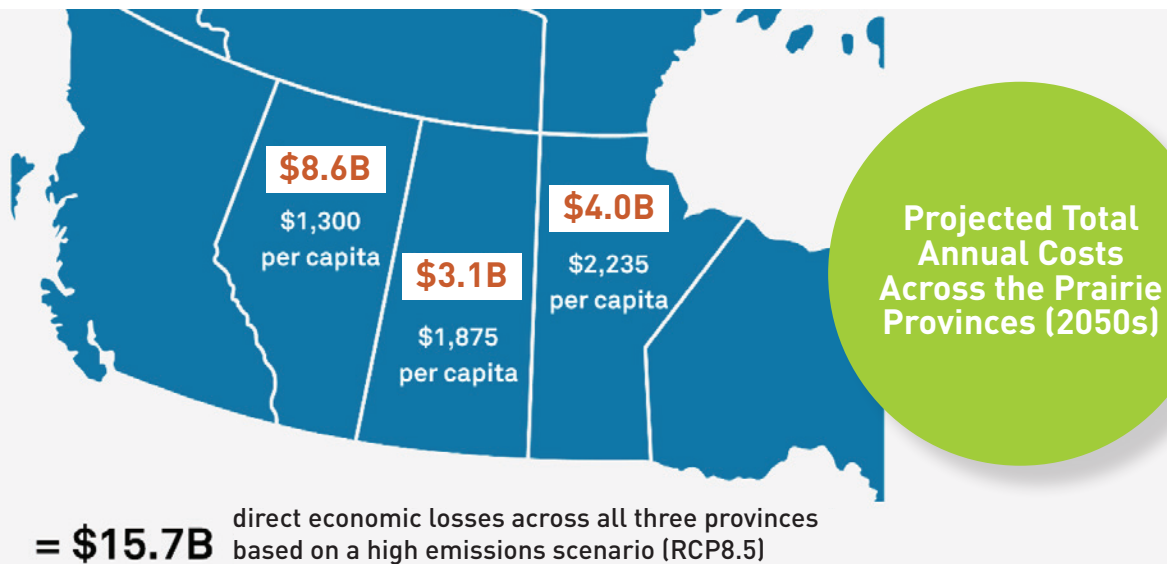 $8.6B
$1,300
per capita
$3.1B
$1,875
per capita
$4.0B
$2,235
per capita
Projected Total
Annual Costs
Across the Prairie
Provinces (2050s)
= $15.7B direct economic losses across all three provinces
based on a high emissions scenario (RCP8.5)